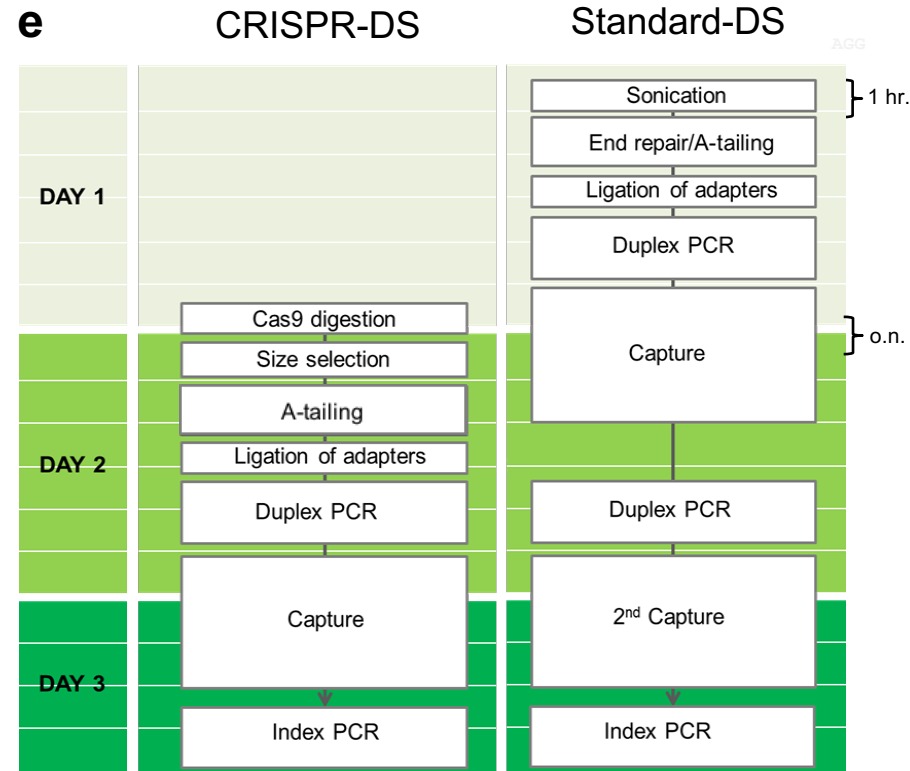 e
CRISPR-DS
Standard-DS
AGG
DAY 1
Sonication
1 hr.
End repair/A-tailing
Ligation of adapters
Duplex PCR
Cas9 digestion
Capture
o.n.
DAY 2
Size selection
A-tailing
Ligation of adapters
Duplex PCR
Duplex PCR
Capture
2nd Capture
DAY 3
Index PCR
Index PCR